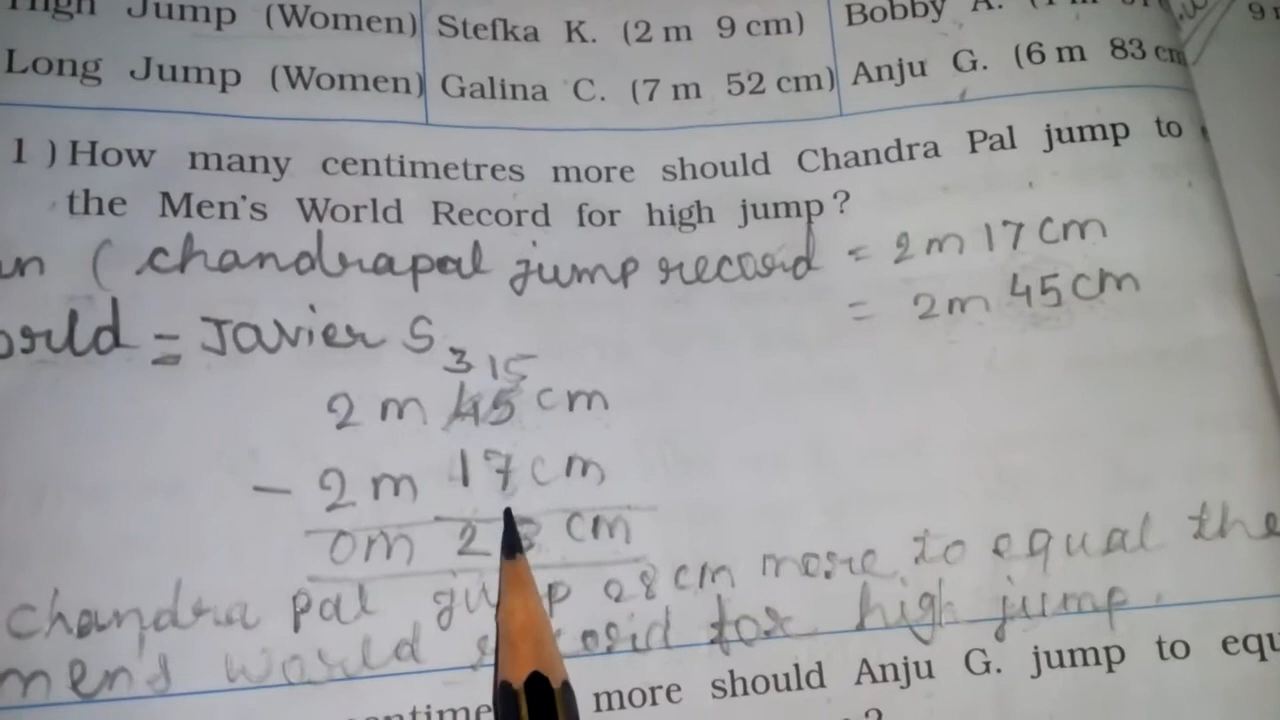 High Jump (Women) Stefka K. (2 m 9 cm) Bobby A.
Long Jump (Women) Galina C. (7 m 52 cm) Anju G. (6 m 83 cm
1 ) How many centimetres more should Chandra Pal jump to
the Men's World Record for high jump ?
( chandrapal jump record = 2m 17cm
= Javier S = 2m 45cm
3 15
2 m 45 cm
- 2 m 17 cm
0m 2 cm
chandra pal 28 cm more to equal the
men's world for high jump.
more should Anju G. jump to